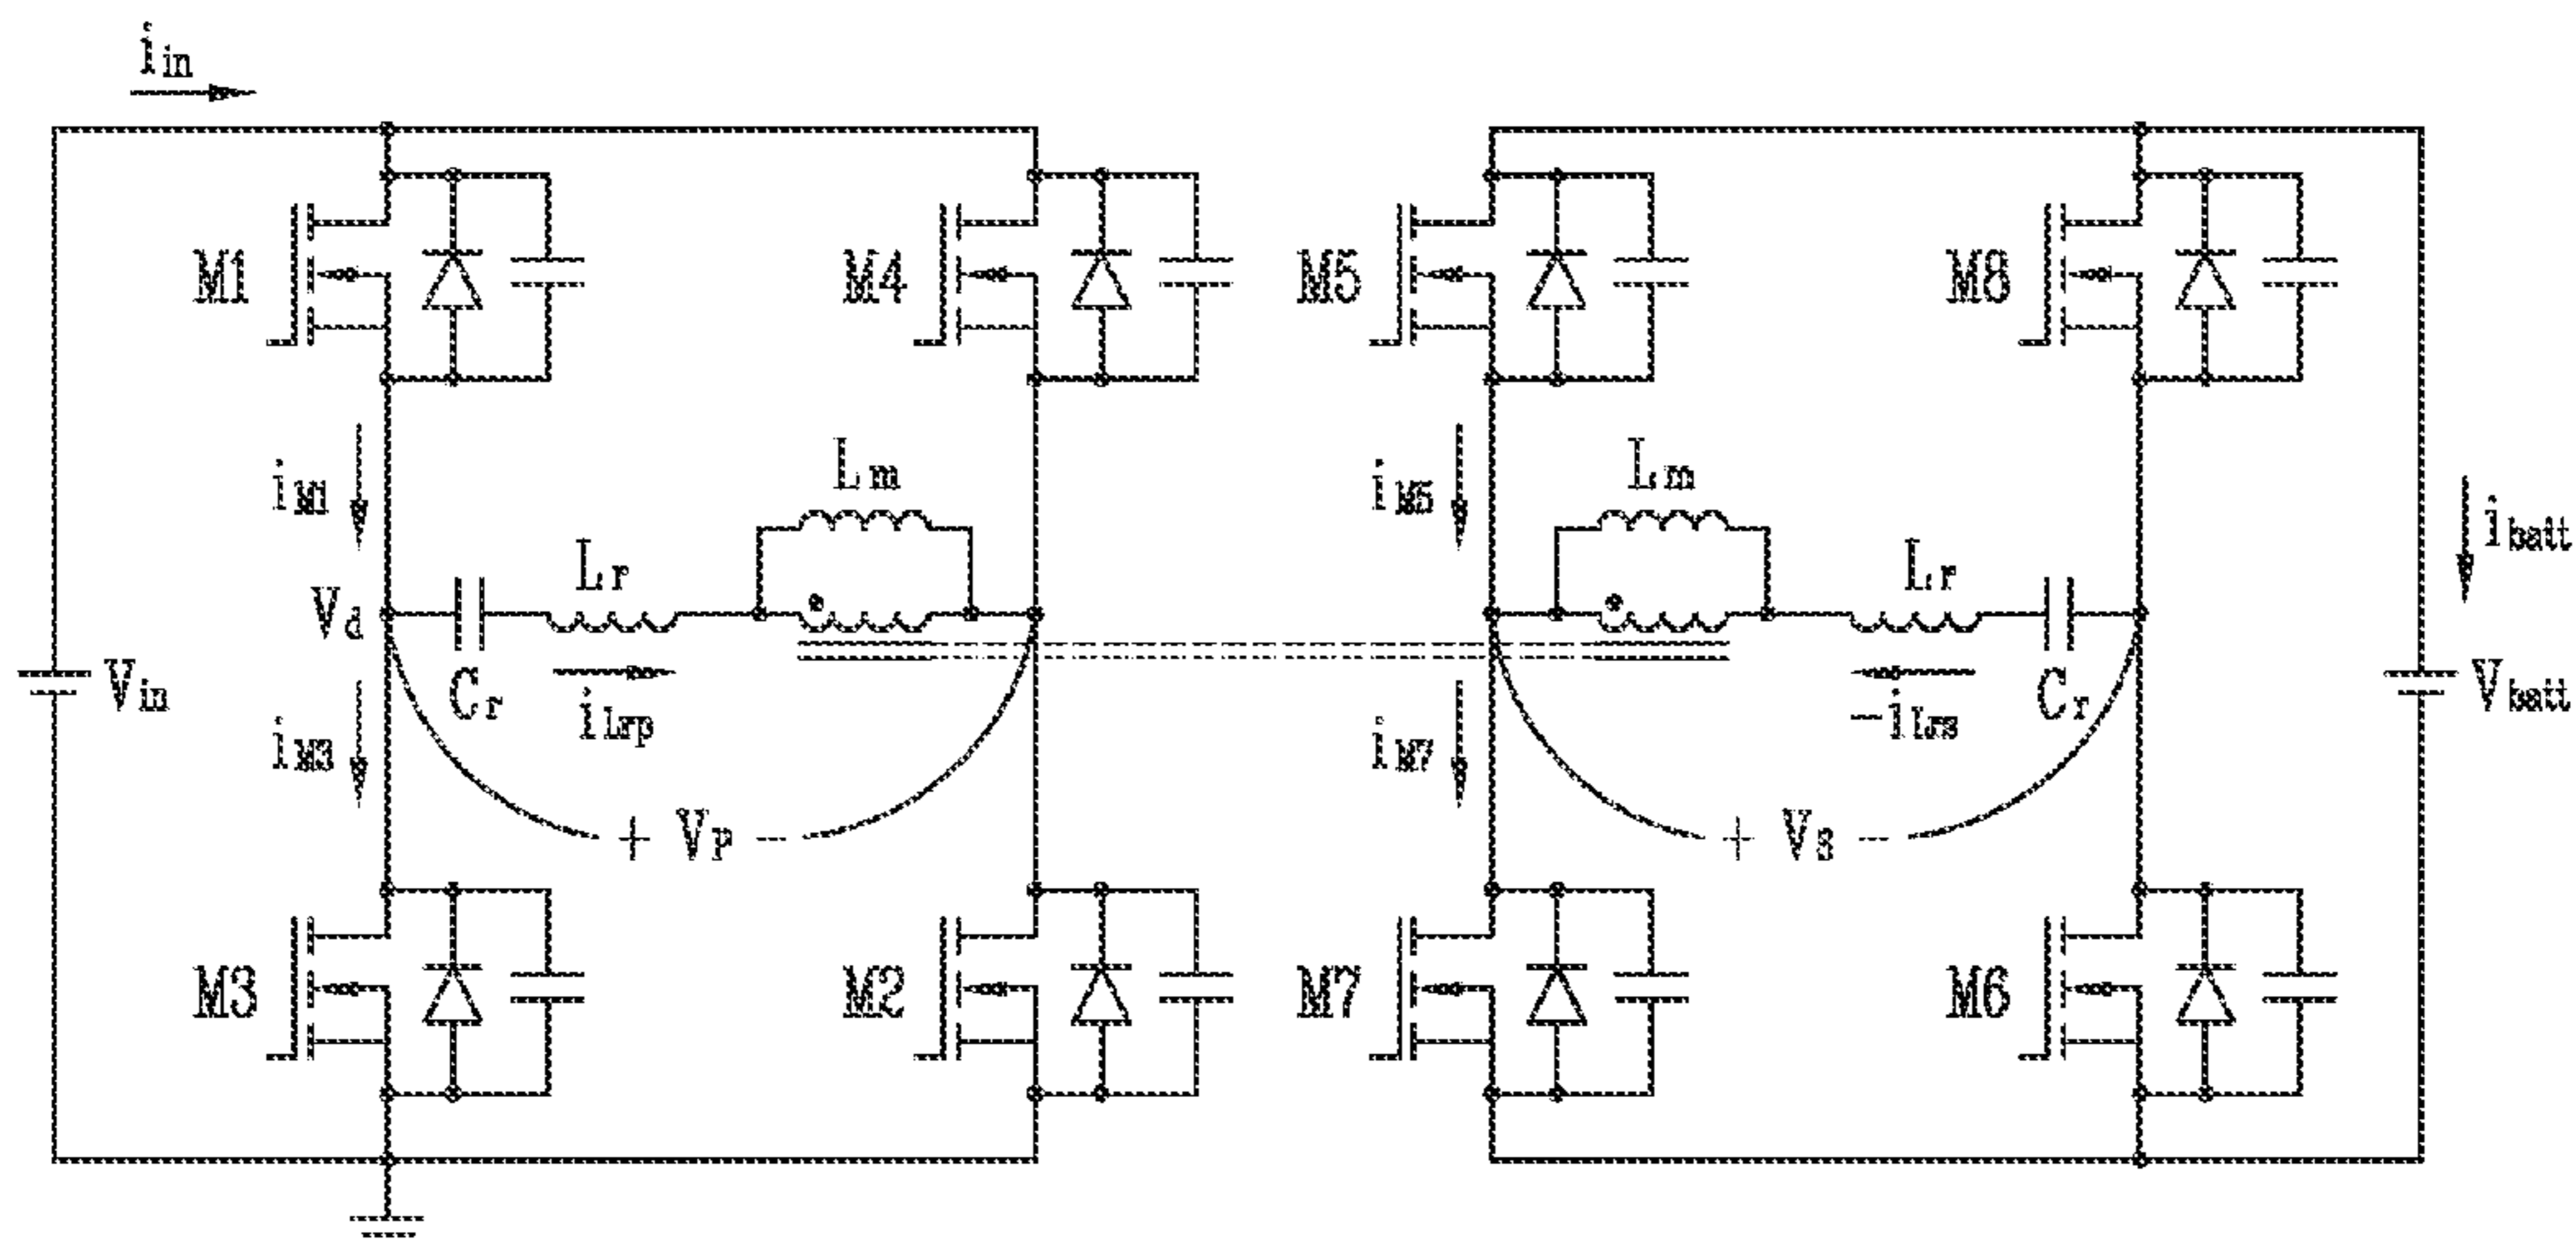 iin
M1
M4
M5
M8
Lm
Lm
iM1
iM5
ibatt
Lr
Lr
Vd
Vin
Cr
iLrp
-iLrs
Cr
Vbatt
iM3
iM7
+ VP -
+ VS -
M3
M2
M7
M6